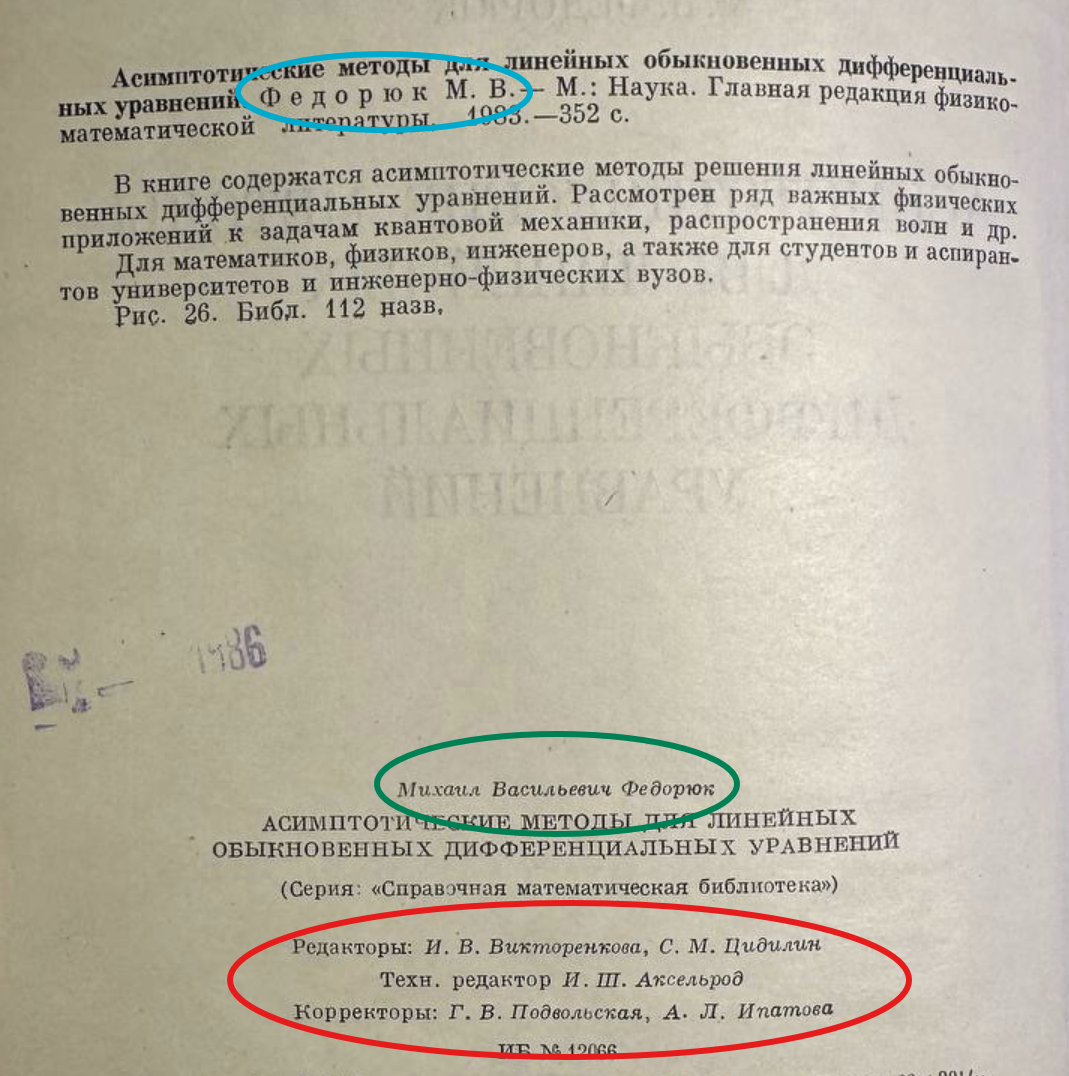 Асимптотические методы для линейных обыкновенных дифференциаль-
ных уравнений. Федорюк М. В.— М.: Наука. Главная редакция физико-
математической литературы. 1983.—352 с.
В книге содержатся асимптотические методы решения линейных обыкно-
венных дифференциальных уравнений. Рассмотрен ряд важных физических
приложений к задачам квантовой механики, распространения волн и др.
Для математиков, физиков, инженеров, а также для студентов и аспиран-
тов университетов и инженерно-физических вузов.
Рис. 26. Библ. 112 назв.
ОБЫКНОВЕННЫХ
ДИФФЕРЕНЦИАЛЬНЫХ
УРАВНЕНИЙ
1986
Михаил Васильевич Федорюк
АСИМПТОТИЧЕСКИЕ МЕТОДЫ ДЛЯ ЛИНЕЙНЫХ
ОБЫКНОВЕННЫХ ДИФФЕРЕНЦИАЛЬНЫХ УРАВНЕНИЙ
(Серия: «Справочная математическая библиотека»)
Редакторы: И. В. Викторенкова, С. М. Цидилин
Техн. редактор И. Ш. Аксельрод
Корректоры: Г. В. Подвольская, А. Л. Ипатова
ИБ № 12066